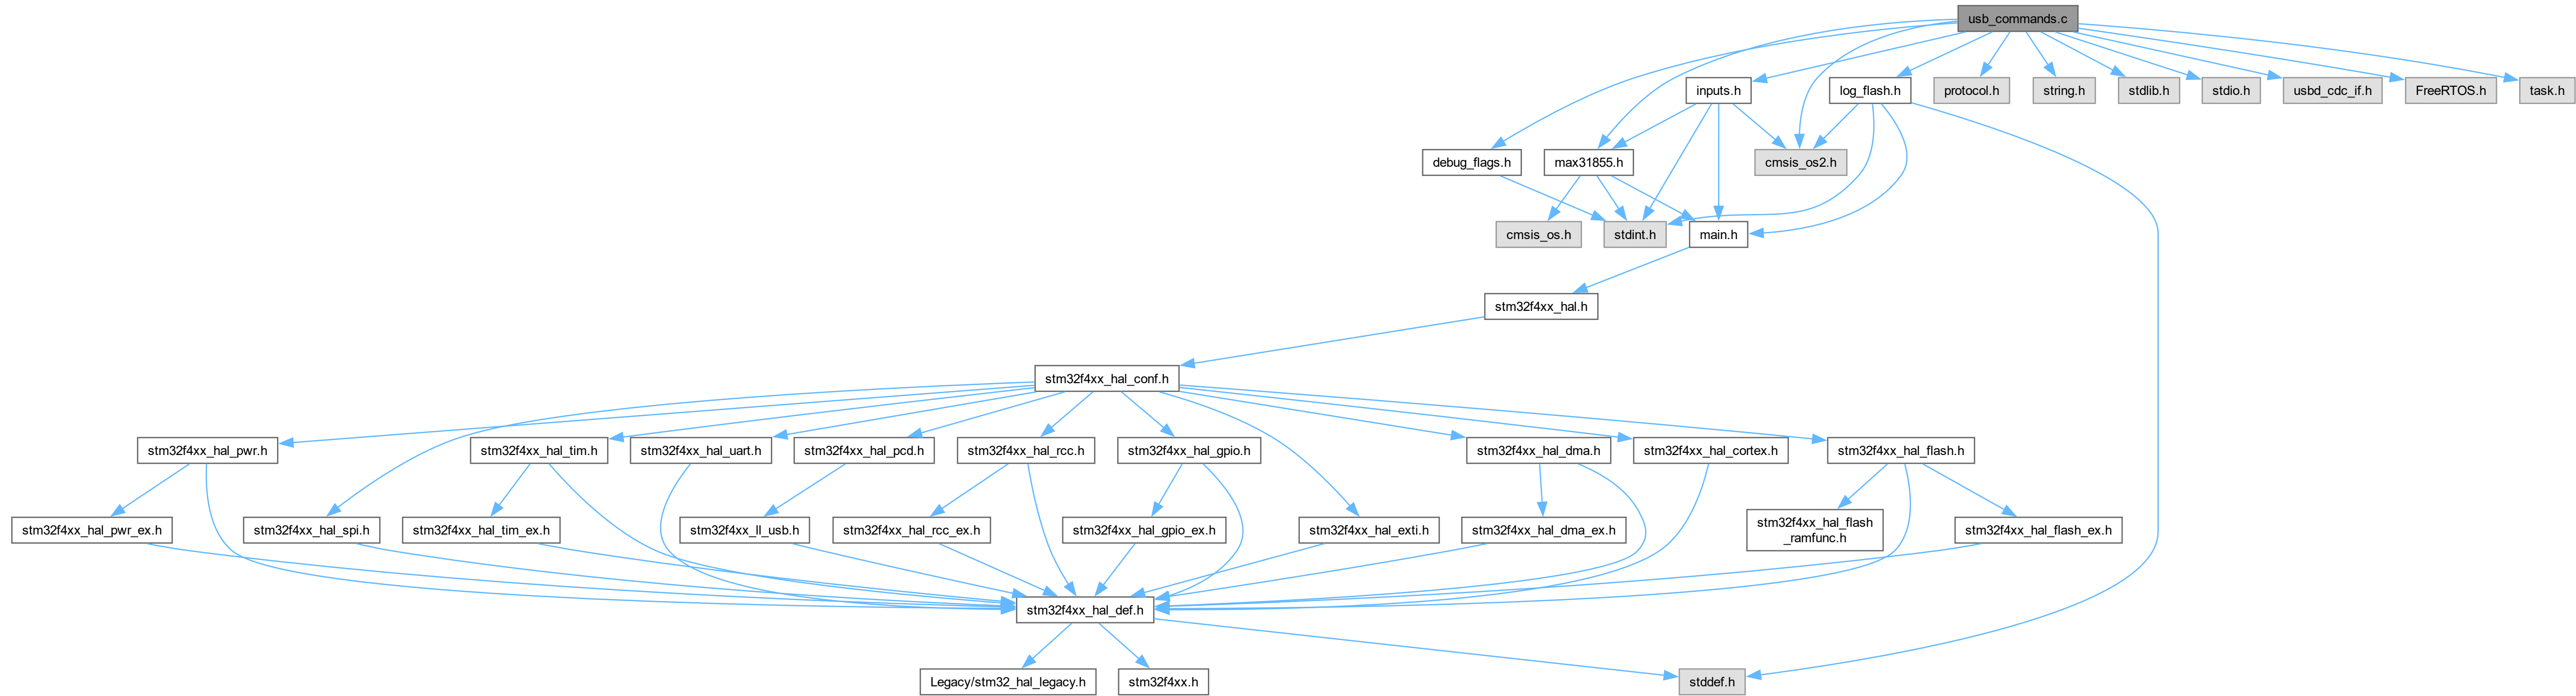 usb_commands.c
inputs.h
log_flash.h
protocol.h
string.h
stdlib.h
stdio.h
usbd_cdc_if.h
FreeRTOS.h
task.h
debug_flags.h
max31855.h
cmsis_os2.h
cmsis_os.h
stdint.h
main.h
stm32f4xx_hal.h
stm32f4xx_hal_conf.h
stm32f4xx_hal_pwr.h
stm32f4xx_hal_tim.h
stm32f4xx_hal_uart.h
stm32f4xx_hal_pcd.h
stm32f4xx_hal_rcc.h
stm32f4xx_hal_gpio.h
stm32f4xx_hal_dma.h
stm32f4xx_hal_cortex.h
stm32f4xx_hal_flash.h
stm32f4xx_hal_pwr_ex.h
stm32f4xx_hal_spi.h
stm32f4xx_hal_tim_ex.h
stm32f4xx_ll_usb.h
stm32f4xx_hal_rcc_ex.h
stm32f4xx_hal_gpio_ex.h
stm32f4xx_hal_exti.h
stm32f4xx_hal_dma_ex.h
stm32f4xx_hal_flash
_ramfunc.h
stm32f4xx_hal_flash_ex.h
stm32f4xx_hal_def.h
Legacy/stm32_hal_legacy.h
stm32f4xx.h
stddef.h